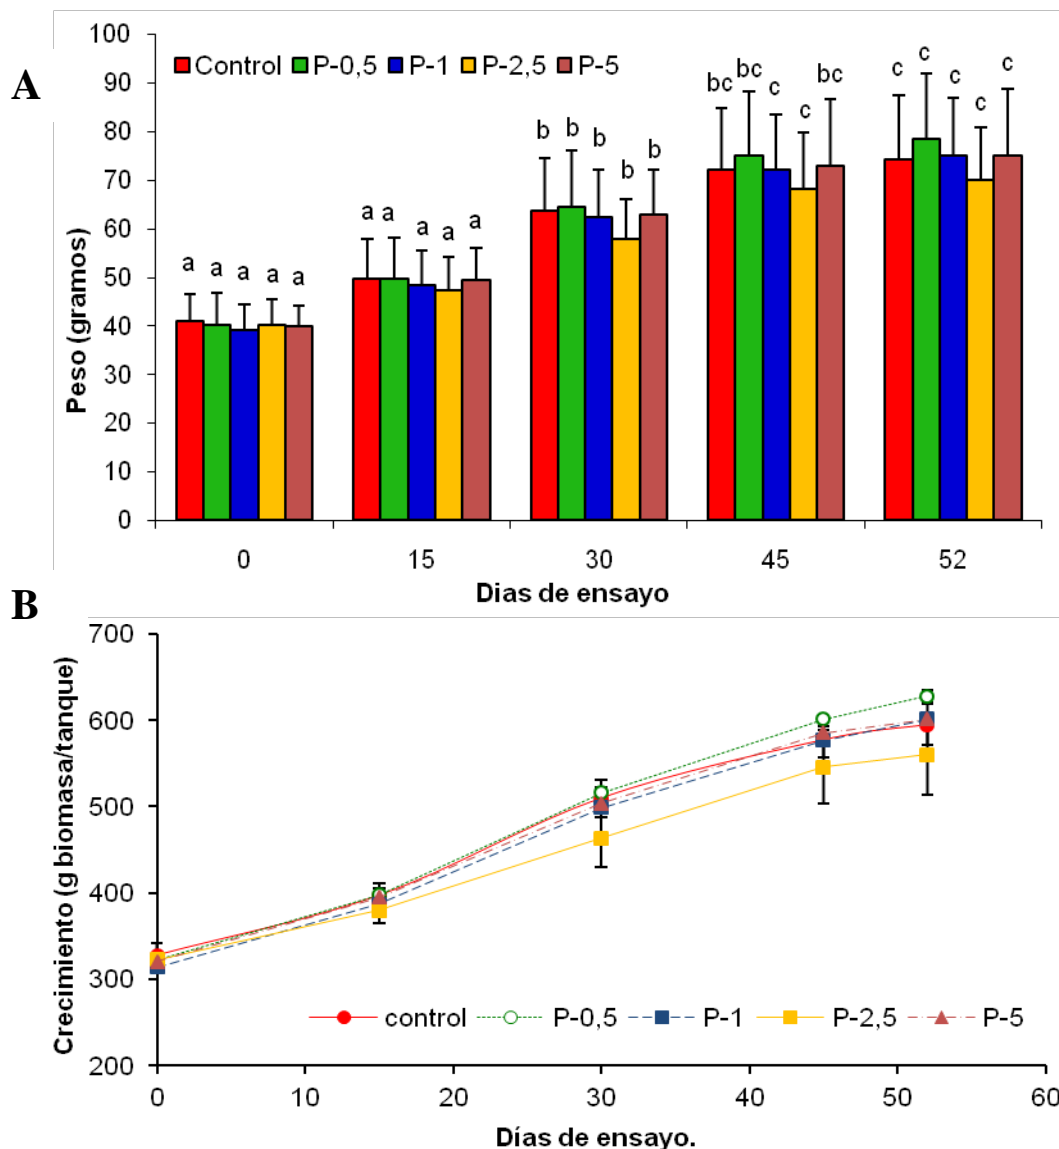 A
Control P-0,5 P-1 P-2,5 P-5
Peso (gramos)
100
90
80
70
60
50
40
30
20
10
0
a a a a a
a a a a a
b b b b b
bc bc c c bc
c c c c c
0 15 30 45 52
Dias de ensayo
B
Crecimiento (g biomasa/tanque)
700
600
500
400
300
200
control P-0,5 P-1 P-2,5 P-5
0 10 20 30 40 50 60
Días de ensayo.